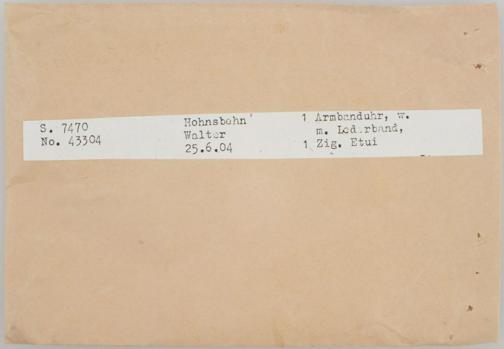 S. 7470
No. 43304
Hohnsbehn
Walter
25.6.04
1 Armbanduhr, w.
m. Lederband,
1 Zig. Etui